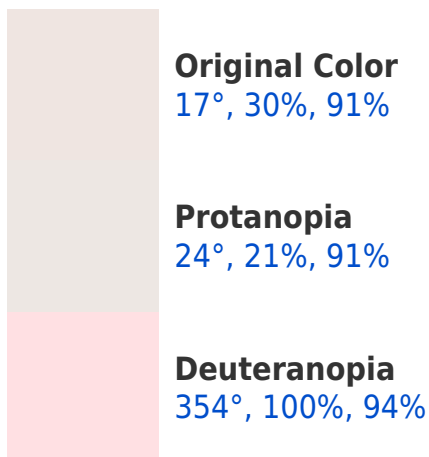 Original Color
17°, 30%, 91%
Protanopia
24°, 21%, 91%
Deuteranopia
354°, 100%, 94%